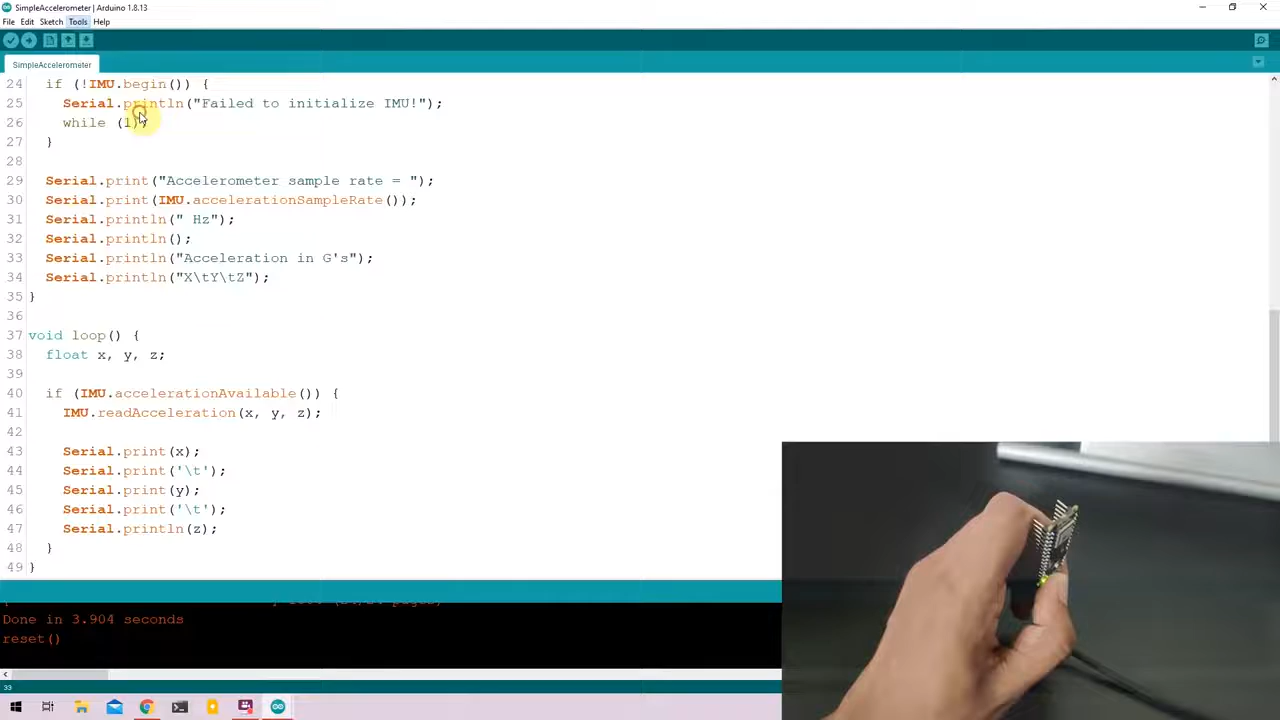 SimpleAccelerometer | Arduino 1.8.13
File Edit Sketch Tools Help
SimpleAccelerometer
24 if (!IMU.begin()) {
25 Serial.println("Failed to initialize IMU!");
26 while (1);
27 }
28
29 Serial.print("Accelerometer sample rate = ");
30 Serial.print(IMU.accelerationSampleRate());
31 Serial.println(" Hz");
32 Serial.println();
33 Serial.println("Acceleration in G's");
34 Serial.println("X\tY\tZ");
35 }
36
37 void loop() {
38 float x, y, z;
39
40 if (IMU.accelerationAvailable()) {
41 IMU.readAcceleration(x, y, z);
42
43 Serial.print(x);
44 Serial.print('\t');
45 Serial.print(y);
46 Serial.print('\t');
47 Serial.println(z);
48 }
49 }
Done in 3.904 seconds
reset()
33